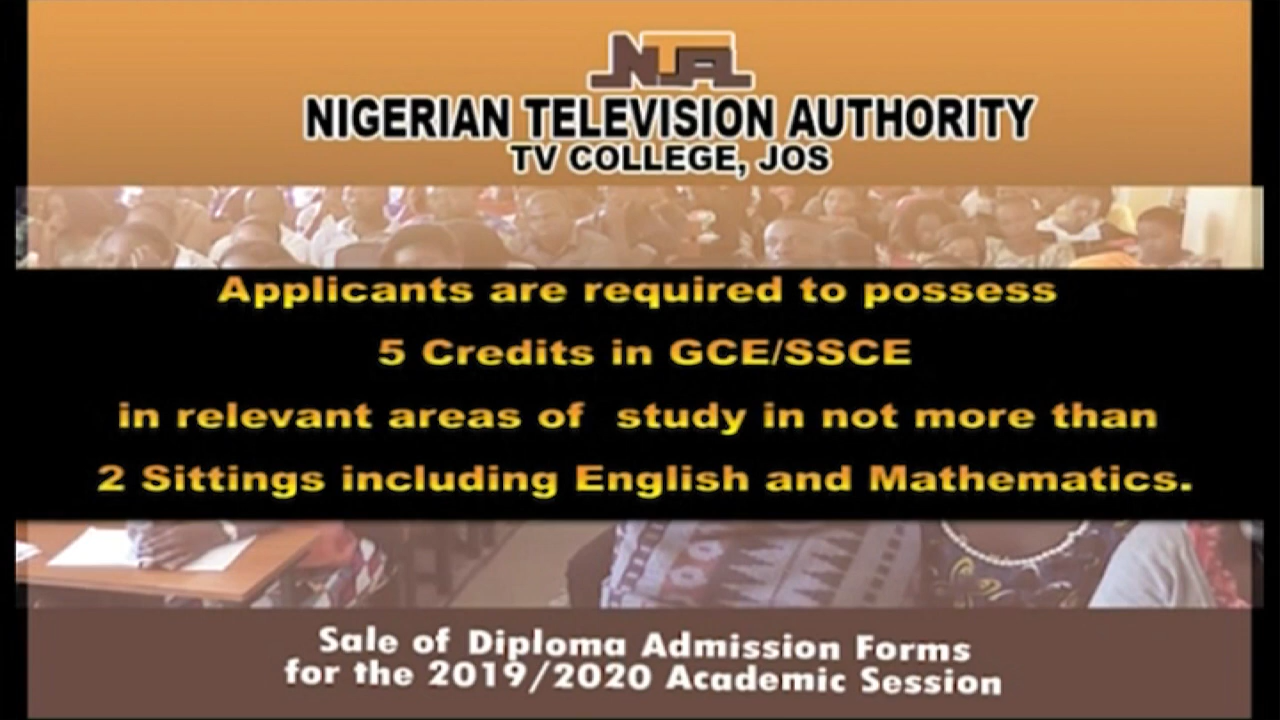 NTA
NIGERIAN TELEVISION AUTHORITY
TV COLLEGE, JOS
Applicants are required to possess
5 Credits in GCE/SSCE
in relevant areas of study in not more than
2 Sittings including English and Mathematics.
Sale of Diploma Admission Forms
for the 2019/2020 Academic Session